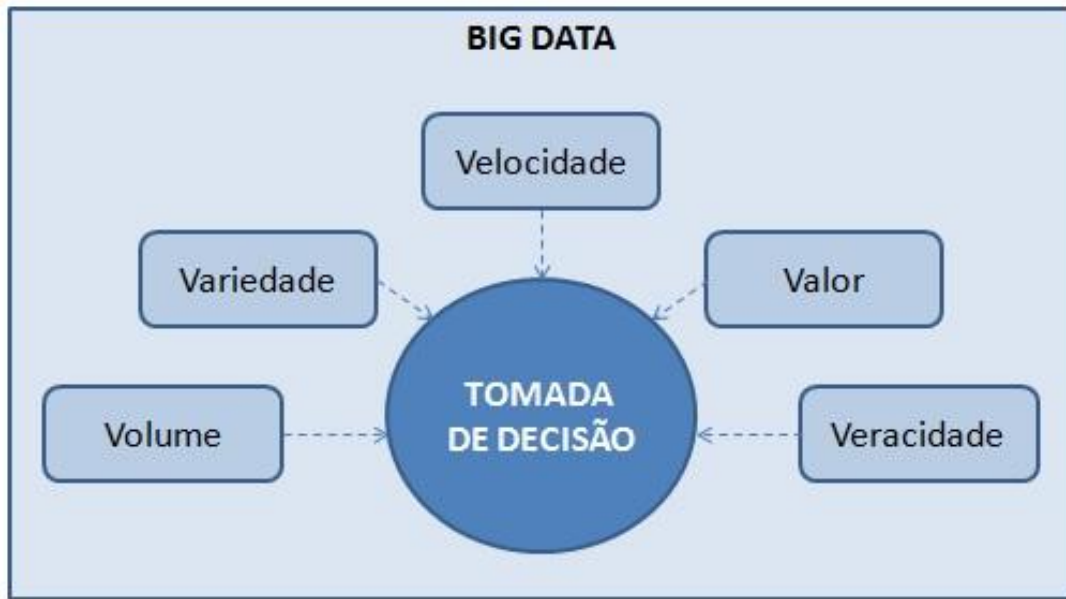 BIG DATA
Velocidade
Variedade
Valor
Volume
TOMADA
DE DECISÃO
Veracidade